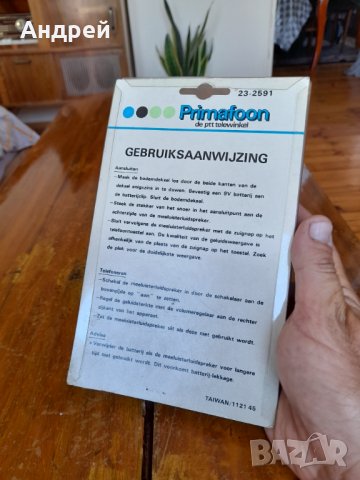 Андрей
23-2591
Primafoon
de ptt telewinkel
GEBRUIKSAANWIJZING
Aansluiten
- Maak de bodemdeksel los door de beide kanten van de
deksel enigszins in te duwen. Bevestig een 9V batterij aan
de batterijclip. Sluit de bodemdeksel.
- Steek de stekker van het snoer in het aansluitpunt aan de
achterzijde van de meeluisterluidspreker.
- Sluit vervolgens de meeluisterluidspreker met de zuignap op het
telefoontoestel aan. De kwaliteit van de geluidsweergave is
afhankelijk van de plaats van de zuignap op het toestel. Zoek
de plek voor de duidelijkste weergave.
Telefoneren
- Schakel de meeluisterluidspreker in door de schakelaar aan de
bovenzijde op "aan" te zetten.
- Regel de geluidsterkte met de volumeregelaar aan de rechter
zijkant van het apparaat.
- Zet de meeluisterluidspreker uit als deze niet gebruikt wordt.
Advies
- Verwijder de batterij als de meeluisterluidspreker voor langere
tijd niet gebruikt wordt. Dit voorkomt batterij-lekkage.
TAIWAN/112145
BAZAR
bg